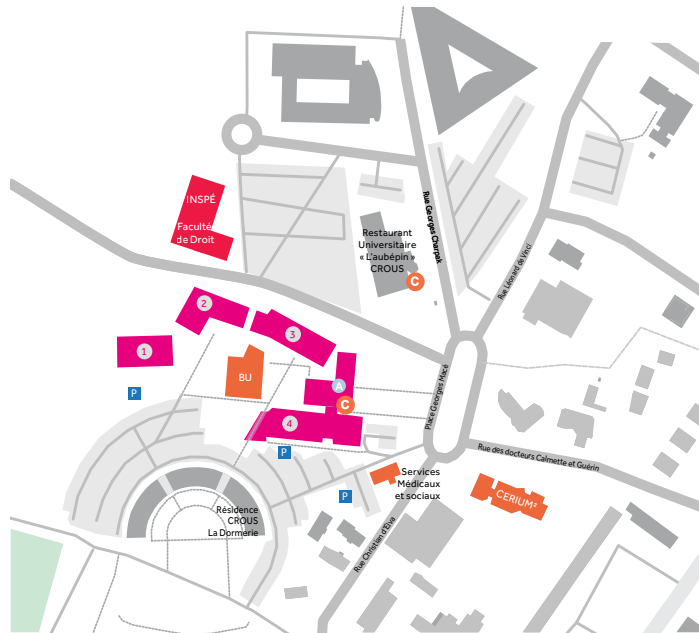 INSPÉ
Faculté
de Droit
Rue Georges Charpak
Restaurant
Universitaire
« L'aubépin »
CROUS
C
Rue Léonard de Vinci
2
3
1
BU
A
C
P
4
Place Georges Macé
P
Rue des docteurs Calmette et Guérin
Services
Médicaux
et sociaux
P
CERIUM²
Résidence
CROUS
La Dormerie
Rue Christian d'Elva